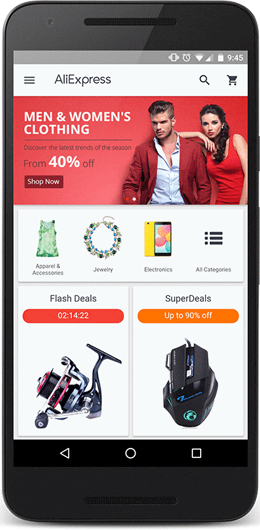 9:45
AliExpress
MEN & WOMEN'S
CLOTHING
Discover the latest trends of the season
From 40% off
Shop Now
Apparel &
Accessories
Jewelry
Electronics
All Categories
Flash Deals
SuperDeals
02:14:22
Up to 90% off